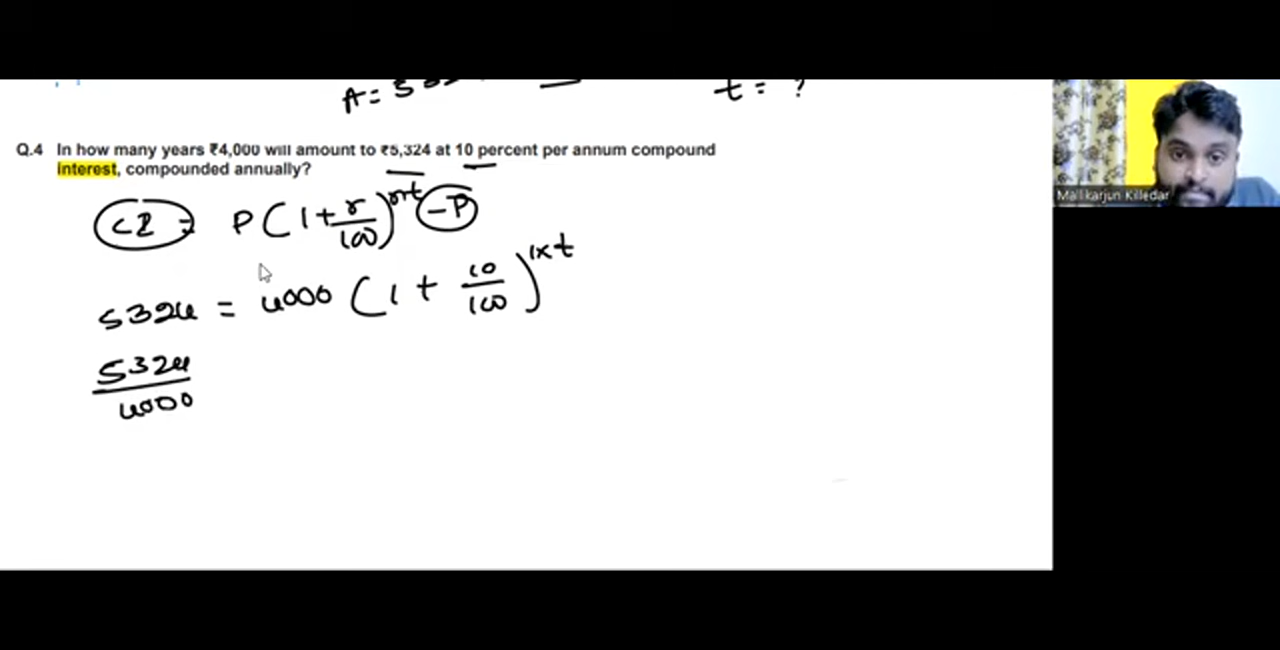 A = 5
t = ?
Q.4 In how many years ₹4,000 will amount to ₹5,324 at 10 percent per annum compound
interest, compounded annually?
Mallikarjun Killedar
CI = P(1+r/100)^nt -P
5324 = 4000 (1 + 10/100)^1xt
5324/4000